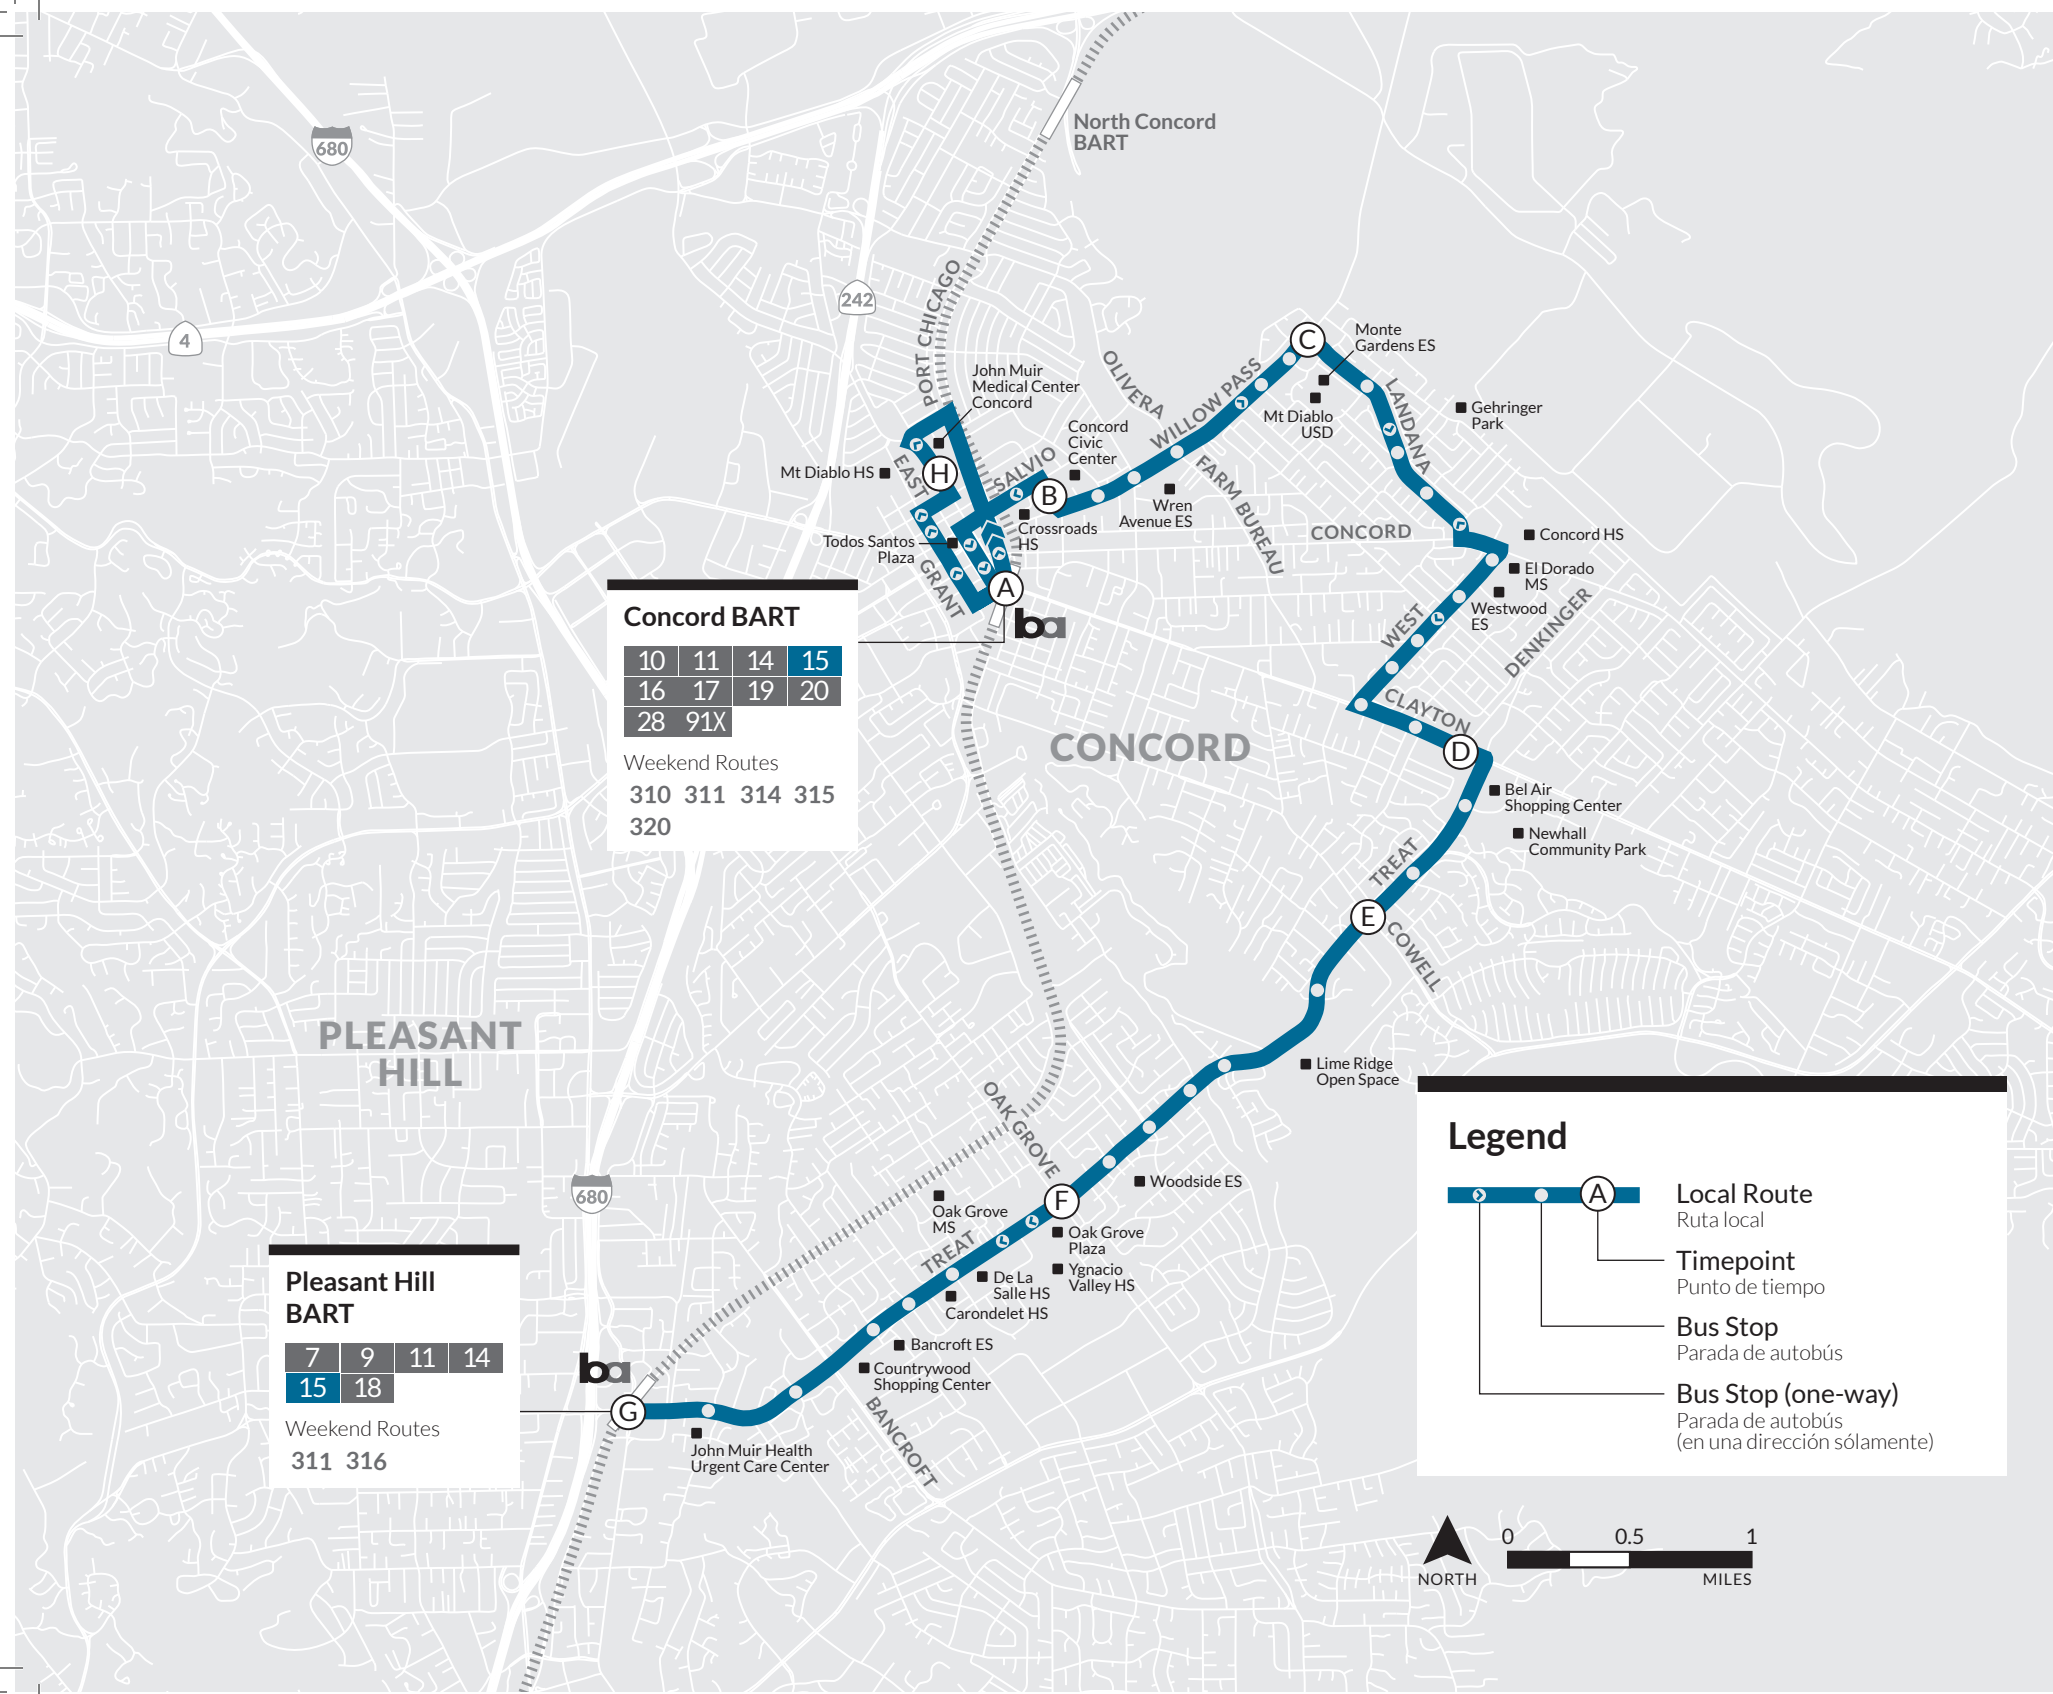 North Concord
BART
680
242
4
PORT CHICAGO
John Muir
Medical Center
Concord
OLIVERA
WILLOW PASS
C
Monte
Gardens ES
Mt Diablo
USD
LANDANA
Gehringer
Park
Concord
Civic
Center
SALVIO
Mt Diablo HS
EAST
H
B
Wren
Avenue ES
FARM BUREAU
CONCORD
Concord HS
Crossroads
HS
Todos Santos
Plaza
GRANT
A
ba
El Dorado
MS
Westwood
ES
WEST
DENKINGER
CLAYTON
D
Concord BART
10 11 14 15
16 17 19 20
28 91X
Weekend Routes
310 311 314 315
320
CONCORD
Bel Air
Shopping Center
Newhall
Community Park
TREAT
E
COWELL
PLEASANT
HILL
Lime Ridge
Open Space
OAK GROVE
680
Woodside ES
F
Oak Grove
MS
Oak Grove
Plaza
TREAT
De La
Salle HS
Ygnacio
Valley HS
Carondelet HS
Bancroft ES
Countrywood
Shopping Center
BANCROFT
ba
G
John Muir Health
Urgent Care Center
Pleasant Hill
BART
7 9 11 14
15 18
Weekend Routes
311 316
Legend
A
Local Route
Ruta local
Timepoint
Punto de tiempo
Bus Stop
Parada de autobús
Bus Stop (one-way)
Parada de autobús
(en una dirección sólamente)
NORTH
0 0.5 1
MILES